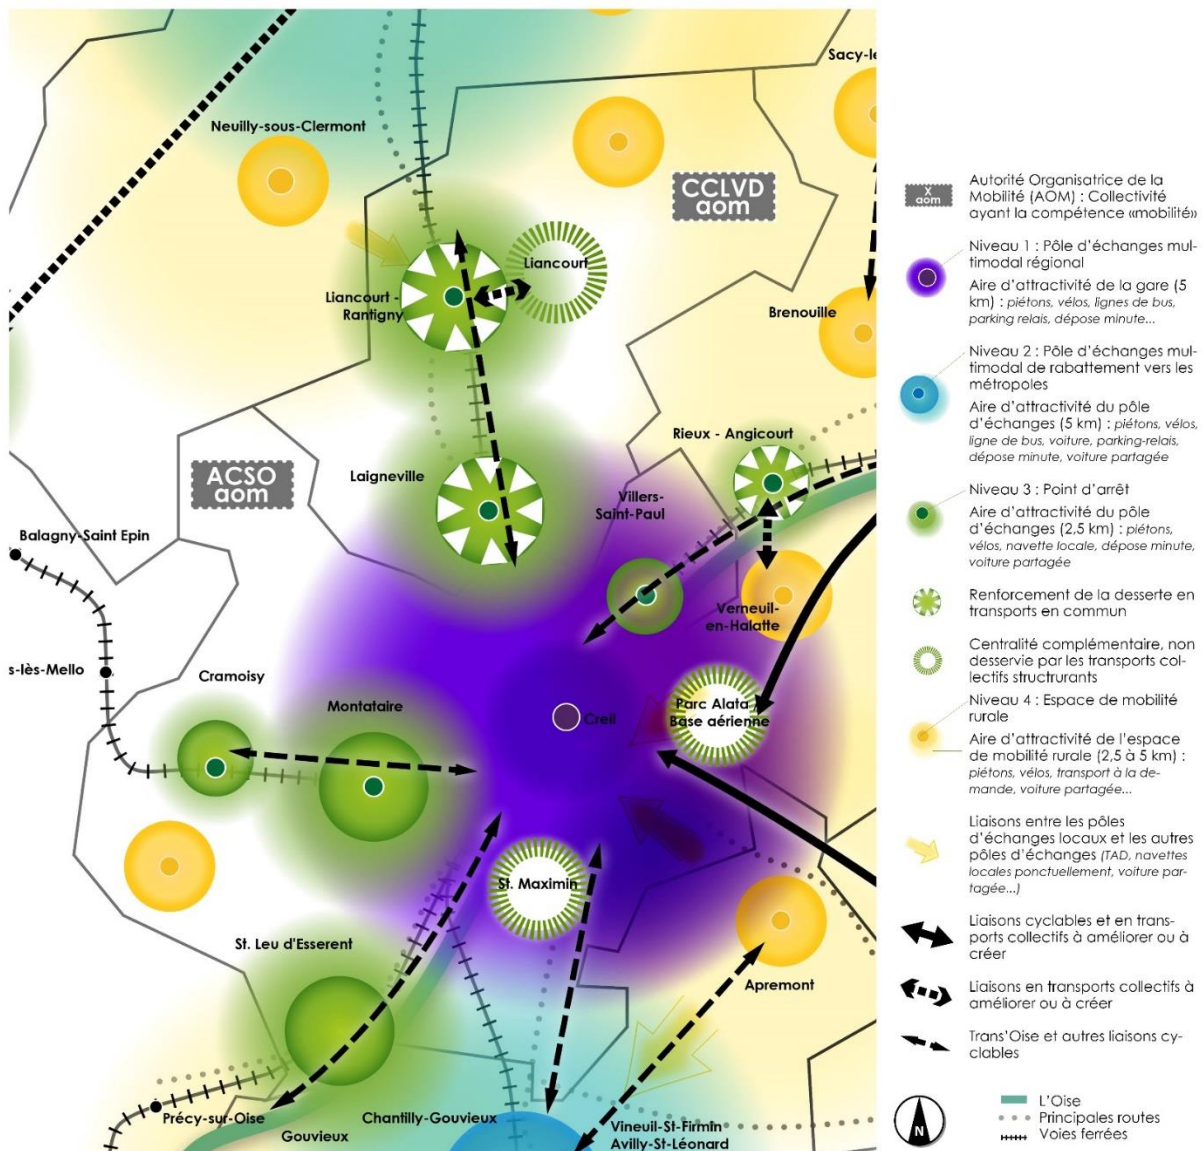 Sacy-le
Neuilly-sous-Clermont
CCLVD
aom
Liancourt
Liancourt -
Rantigny
Brenouille
Rieux - Angicourt
ACSO
aom
Laigneville
Villers-
Saint-Paul
Balagny-Saint Epin
Verneuil-
en-Halatte
s-lès-Mello
Cramoisy
Montataire
Parc Alata
Base aérienne
Creil
St. Maximin
St. Leu d'Esserent
Apremont
Précy-sur-Oise
Gouvieux
Chantilly-Gouvieux
Vineuil-St-Firmin
Avilly-St-Léonard
X
aom
Autorité Organisatrice de la
Mobilité (AOM) : Collectivité
ayant la compétence «mobilité»
Niveau 1 : Pôle d'échanges mul-
timodal régional
Aire d'attractivité de la gare (5
km) : piétons, vélos, lignes de bus,
parking relais, dépose minute...
Niveau 2 : Pôle d'échanges mul-
timodal de rabattement vers les
métropoles
Aire d'attractivité du pôle
d'échanges (5 km) : piétons, vélos,
ligne de bus, voiture, parking-relais,
dépose minute, voiture partagée
Niveau 3 : Point d'arrêt
Aire d'attractivité du pôle
d'échanges (2,5 km) : piétons,
vélos, navette locale, dépose minute,
voiture partagée
Renforcement de la desserte en
transports en commun
Centralité complémentaire, non
desservie par les transports col-
lectifs structrurants
Niveau 4 : Espace de mobilité
rurale
Aire d'attractivité de l'espace
de mobilité rurale (2,5 à 5 km) :
piétons, vélos, transport à la de-
mande, voiture partagée...
Liaisons entre les pôles
d'échanges locaux et les autres
pôles d'échanges (TAD, navettes
locales ponctuellement, voiture par-
tagée...)
Liaisons cyclables et en trans-
ports collectifs à améliorer ou à
créer
Liaisons en transports collectifs à
améliorer ou à créer
Trans'Oise et autres liaisons cy-
clables
N
L'Oise
Principales routes
Voies ferrées